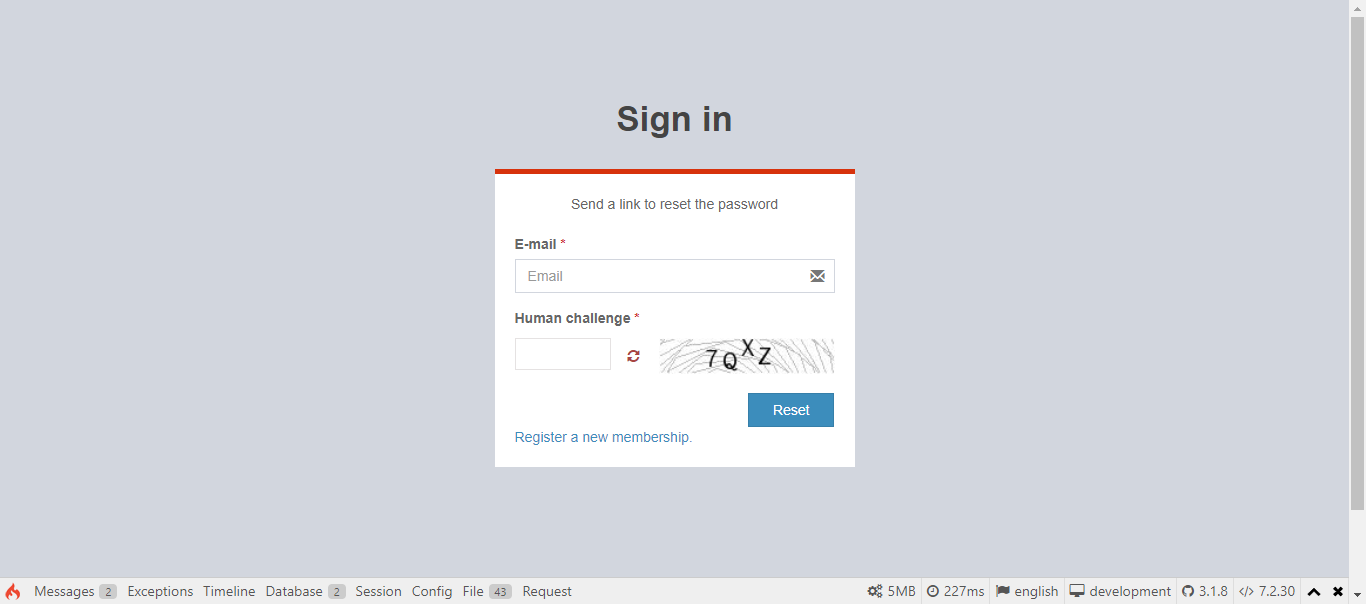 Sign in
Send a link to reset the password
E-mail *
Email
Human challenge *
7QXZ
Reset
Register a new membership.
Messages 2 Exceptions Timeline Database 2 Session Config File 43 Request 5MB 227ms english development 3.1.8 </> 7.2.30